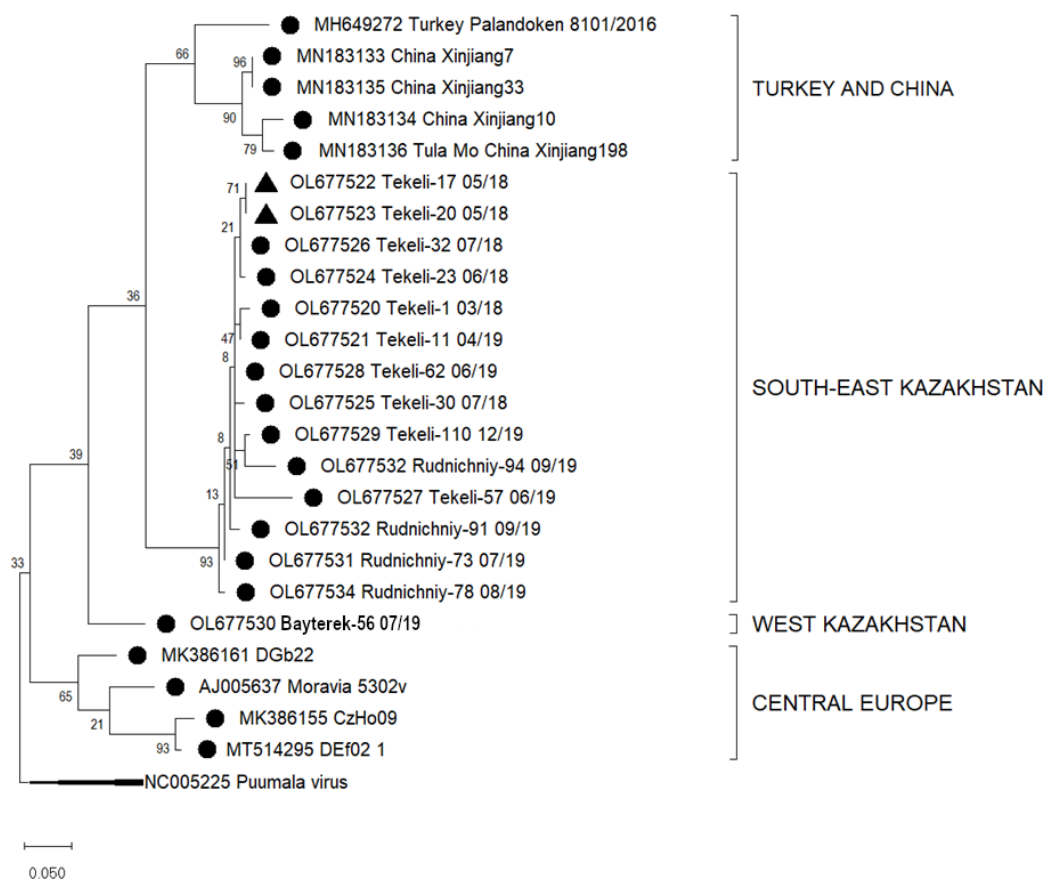 MH649272 Turkey Palandoken 8101/2016
66
96
MN183133 China Xinjiang7
MN183135 China Xinjiang33
TURKEY AND CHINA
90
MN183134 China Xinjiang10
79
MN183136 Tula Mo China Xinjiang198
71
OL677522 Tekeli-17 05/18
OL677523 Tekeli-20 05/18
21
OL677526 Tekeli-32 07/18
OL677524 Tekeli-23 06/18
36
OL677520 Tekeli-1 03/18
47
OL677521 Tekeli-11 04/19
8
OL677528 Tekeli-62 06/19
SOUTH-EAST KAZAKHSTAN
OL677525 Tekeli-30 07/18
8
OL677529 Tekeli-110 12/19
39
51
OL677532 Rudnichniy-94 09/19
13
OL677527 Tekeli-57 06/19
OL677532 Rudnichniy-91 09/19
33
93
OL677531 Rudnichniy-73 07/19
OL677534 Rudnichniy-78 08/19
OL677530 Bayterek-56 07/19
WEST KAZAKHSTAN
MK386161 DGb22
65
AJ005637 Moravia 5302v
CENTRAL EUROPE
21
MK386155 CzHo09
93
MT514295 DEf02 1
NC005225 Puumala virus
0.050